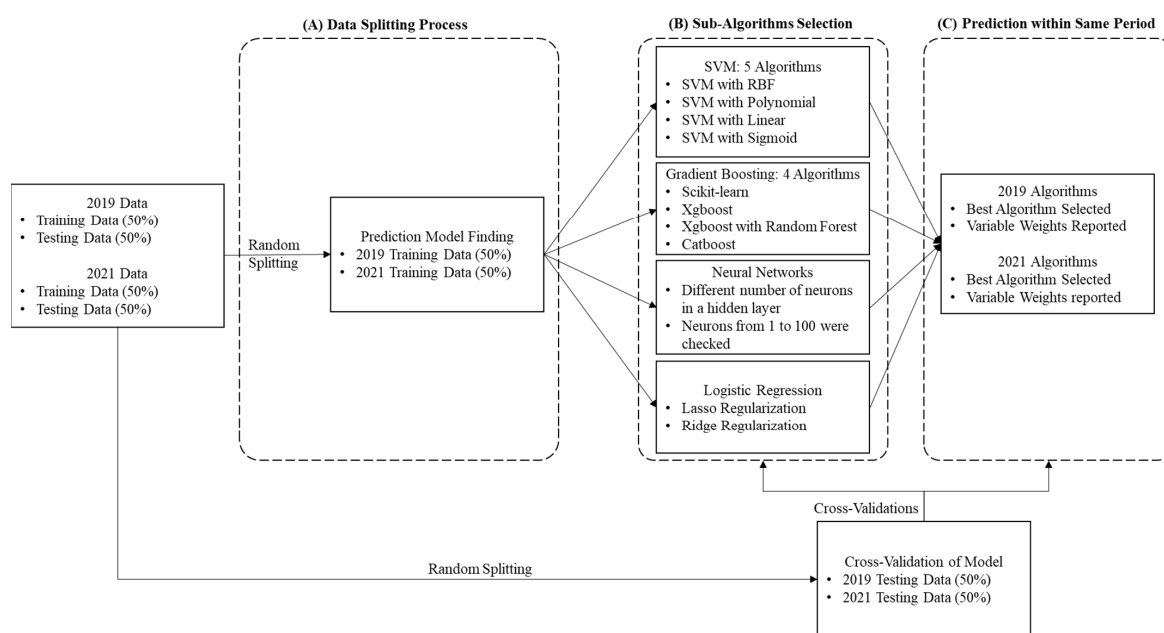 (A) Data Splitting Process
(B) Sub-Algorithms Selection
(C) Prediction within Same Period
2019 Data
• Training Data (50%)
• Testing Data (50%)
2021 Data
• Training Data (50%)
• Testing Data (50%)
Random
Splitting
Prediction Model Finding
• 2019 Training Data (50%)
• 2021 Training Data (50%)
SVM: 5 Algorithms
• SVM with RBF
• SVM with Polynomial
• SVM with Linear
• SVM with Sigmoid
Gradient Boosting: 4 Algorithms
• Scikit-learn
• Xgboost
• Xgboost with Random Forest
• Catboost
Neural Networks
• Different number of neurons
in a hidden layer
• Neurons from 1 to 100 were
checked
Logistic Regression
• Lasso Regularization
• Ridge Regularization
2019 Algorithms
• Best Algorithm Selected
• Variable Weights Reported
2021 Algorithms
• Best Algorithm Selected
• Variable Weights reported
Cross-Validations
Random Splitting
Cross-Validation of Model
• 2019 Testing Data (50%)
• 2021 Testing Data (50%)